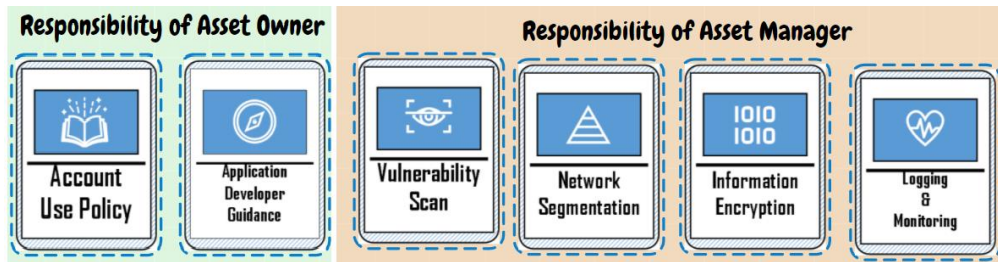 Responsibility of Asset Owner
Responsibility of Asset Manager
Account
Use Policy
Application
Developer
Guidance
Vulnerability
Scan
Network
Segmentation
1010
1010
Information
Encryption
Logging
&
Monitoring